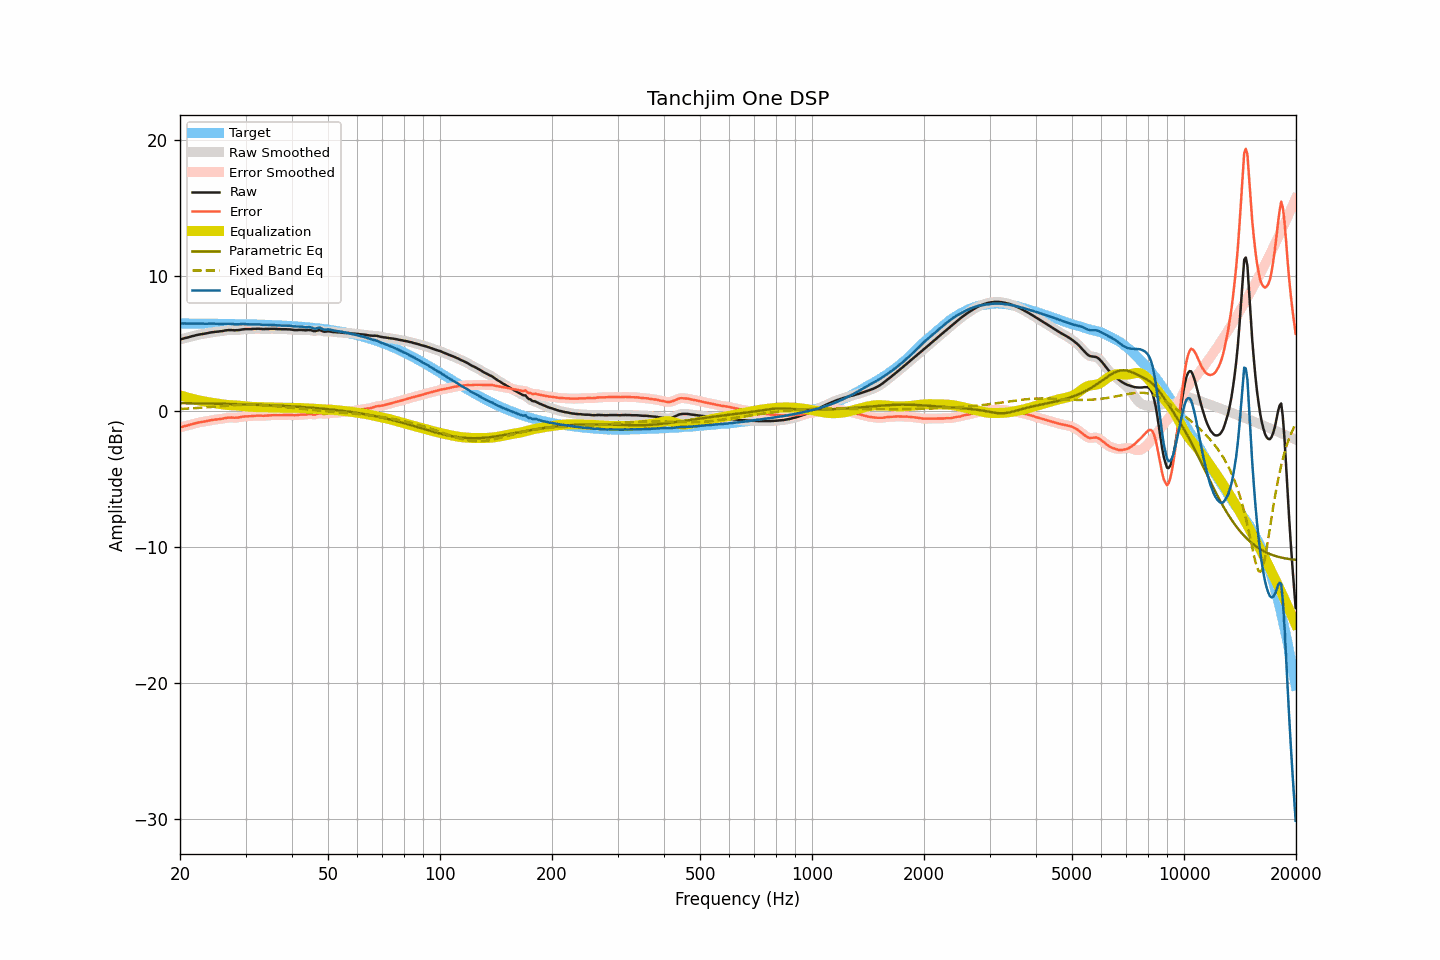 Tanchjim One DSP
Target
Raw Smoothed
Error Smoothed
Raw
Error
Equalization
Parametric Eq
Fixed Band Eq
Equalized
20
10
0
−10
−20
−30
Amplitude (dBr)
20 50 100 200 500 1000 2000 5000 10000 20000
Frequency (Hz)